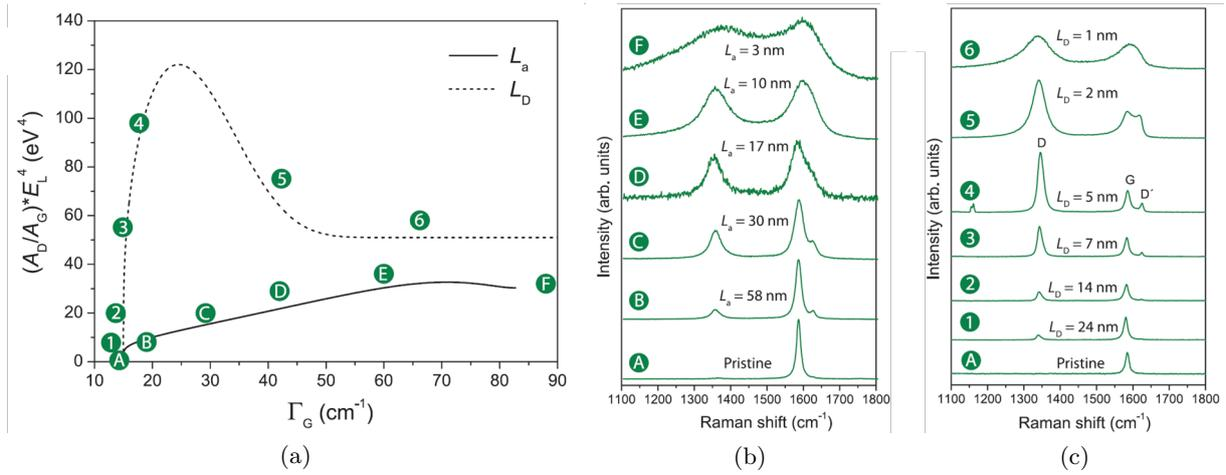 140
120
100
80
60
40
20
0
(A_D/A_G)*E_L^4 (eV^4)
L_a
L_D
4
3
5
6
2
1
A
B
C
D
E
F
10 20 30 40 50 60 70 80 90
Γ_G (cm⁻¹)
(a)
Intensity (arb. units)
F
L_a = 3 nm
L_a = 10 nm
E
L_a = 17 nm
D
L_a = 30 nm
C
L_a = 58 nm
B
Pristine
A
1100 1200 1300 1400 1500 1600 1700 1800
Raman shift (cm⁻¹)
(b)
Intensity (arb. units)
6
L_D = 1 nm
L_D = 2 nm
5
D
G
D´
4
L_D = 5 nm
3
L_D = 7 nm
2
L_D = 14 nm
1
L_D = 24 nm
A
Pristine
1100 1200 1300 1400 1500 1600 1700 1800
Raman shift (cm⁻¹)
(c)